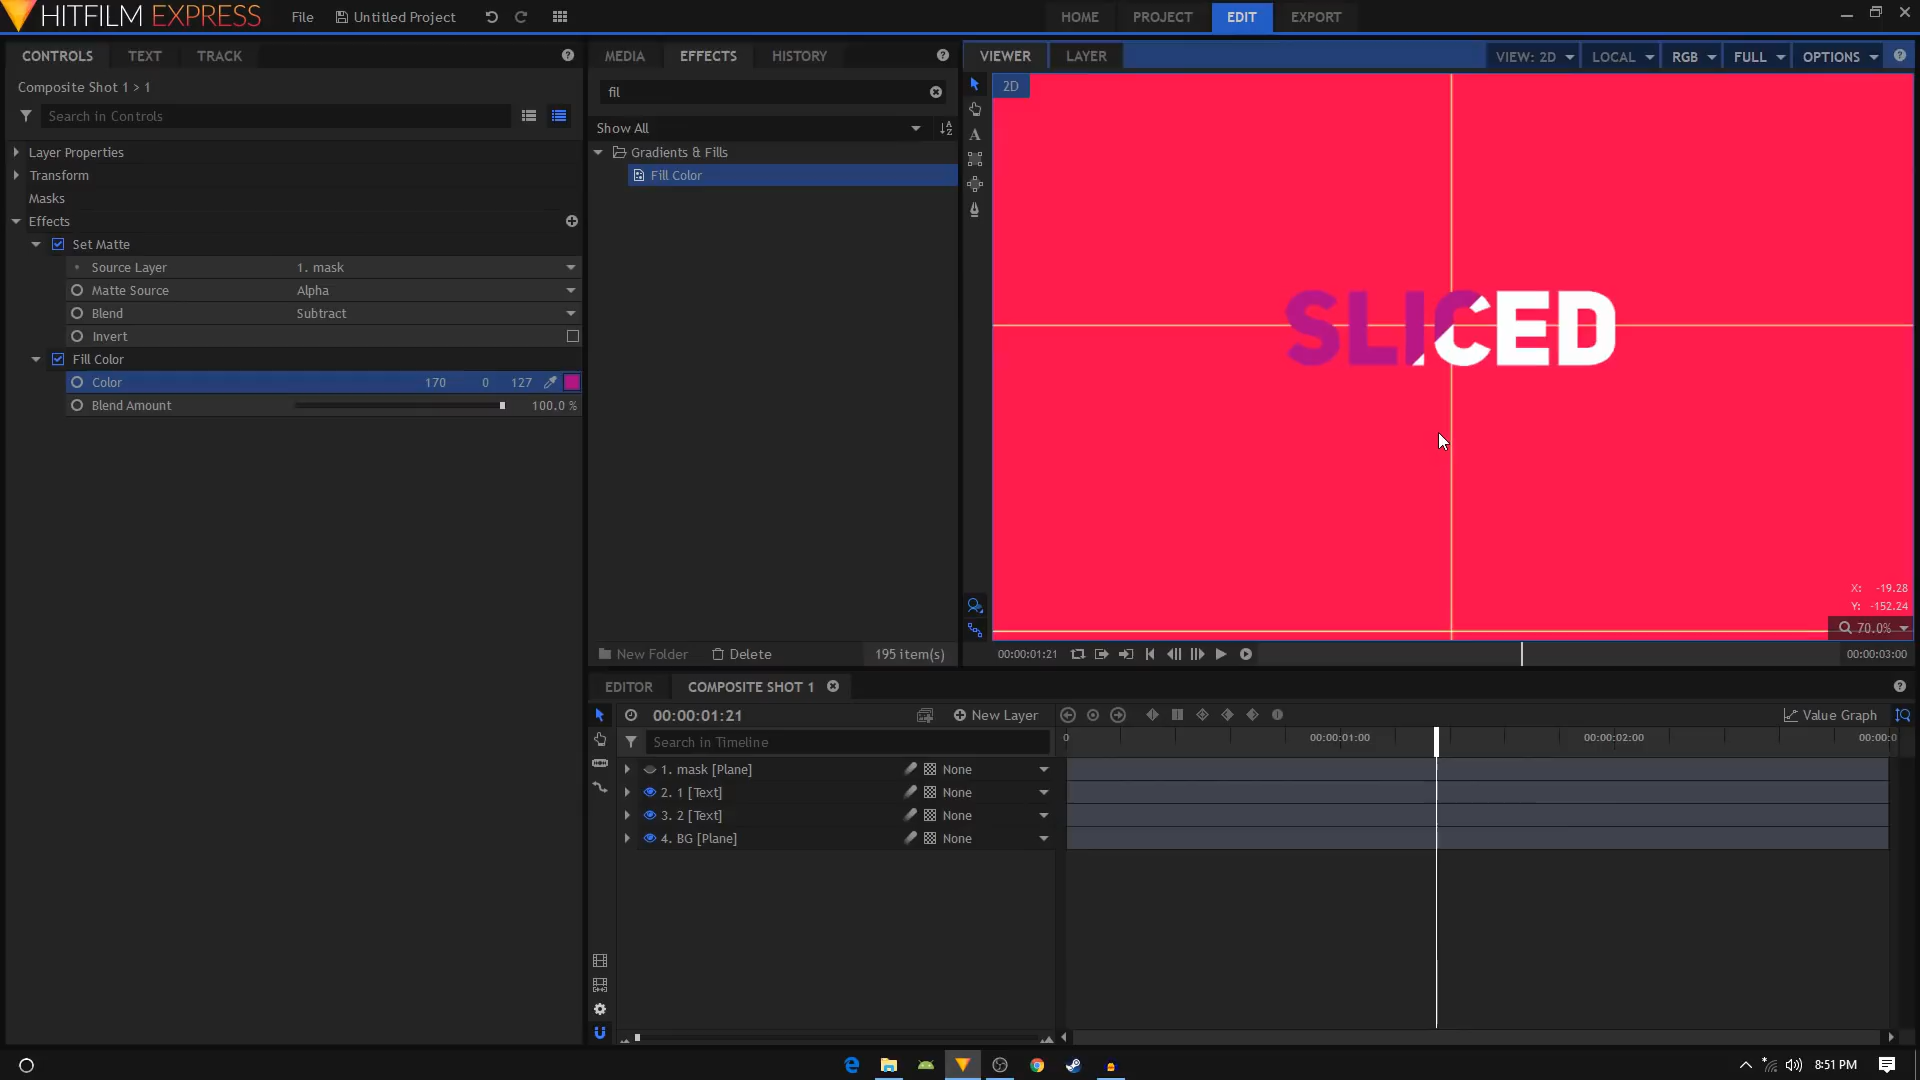 HITFILM EXPRESS
File
Untitled Project
HOME
PROJECT
EDIT
EXPORT
CONTROLS
TEXT
TRACK
Composite Shot 1 > 1
Search in Controls
Layer Properties
Transform
Masks
Effects
Set Matte
Source Layer
1. mask
Matte Source
Alpha
Blend
Subtract
Invert
Fill Color
Color
170
0
127
Blend Amount
100.0 %
MEDIA
EFFECTS
HISTORY
fil
Show All
Gradients & Fills
Fill Color
New Folder
Delete
195 item(s)
VIEWER
LAYER
VIEW: 2D
LOCAL
RGB
FULL
OPTIONS
2D
SLICED
X: -19.28
Y: -152.24
70.0%
00:00:01:21
00:00:03:00
EDITOR
COMPOSITE SHOT 1
00:00:01:21
New Layer
Value Graph
Search in Timeline
0
00:00:01:00
00:00:02:00
00:00:0
1. mask [Plane]
None
2. 1 [Text]
None
3. 2 [Text]
None
4. BG [Plane]
None
8:51 PM